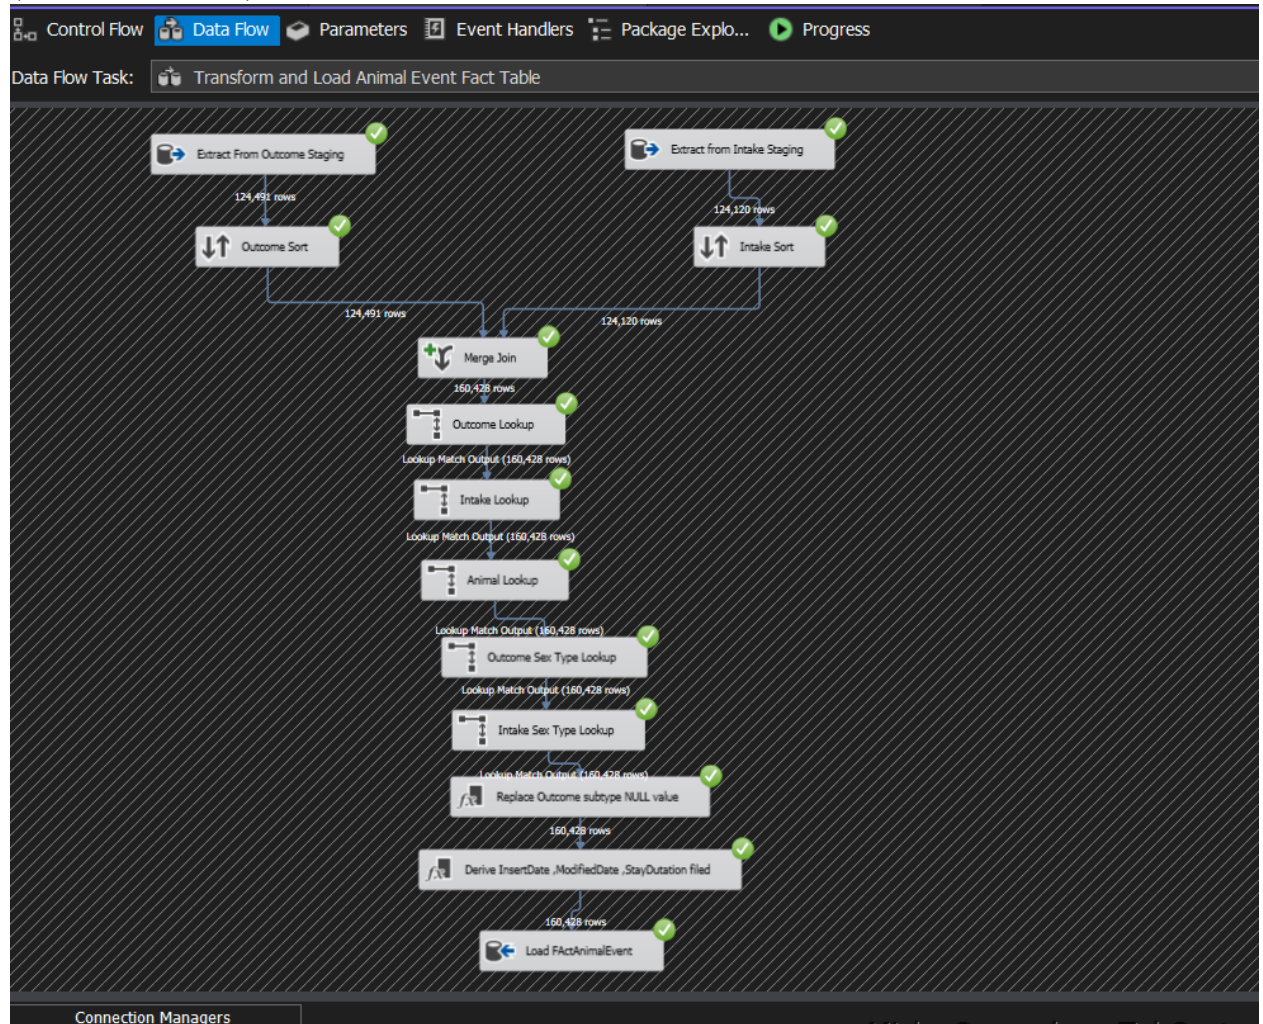 Control Flow Data Flow Parameters Event Handlers Package Explo... Progress
Data Flow Task: Transform and Load Animal Event Fact Table
Extract From Outcome Staging
Extract from Intake Staging
124,491 rows
124,120 rows
Outcome Sort
Intake Sort
124,491 rows
124,120 rows
Merge Join
160,428 rows
Outcome Lookup
Lookup Match Output (160,428 rows)
Intake Lookup
Lookup Match Output (160,428 rows)
Animal Lookup
Lookup Match Output (160,428 rows)
Outcome Sex Type Lookup
Lookup Match Output (160,428 rows)
Intake Sex Type Lookup
Lookup Match Output (160,428 rows)
Replace Outcome subtype NULL value
160,428 rows
Derive InsertDate ,ModifiedDate ,StayDutation filed
160,428 rows
Load FActAnimalEvent
Connection Managers